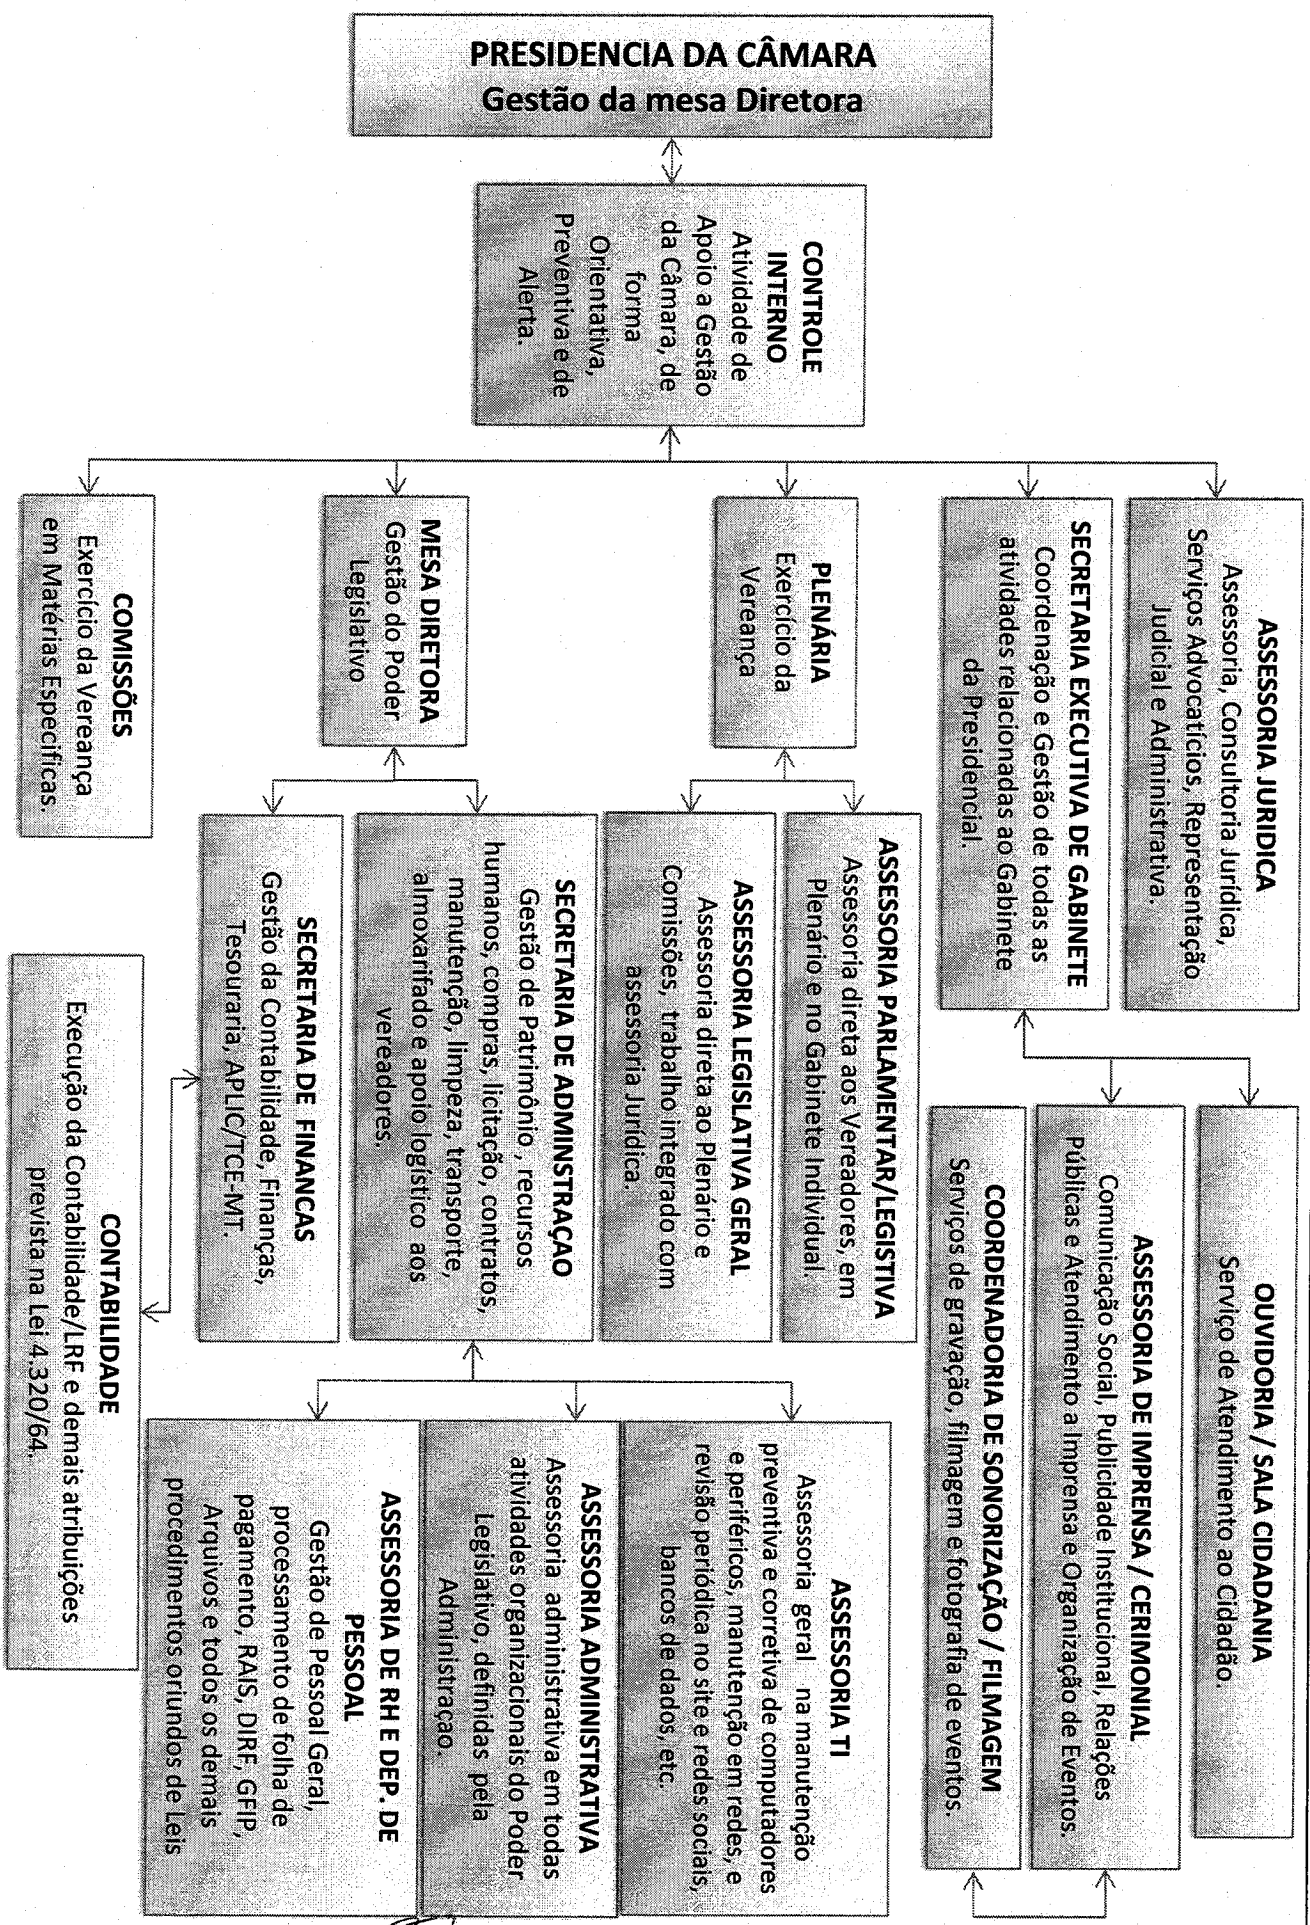 PRESIDENCIA DA CÂMARA
Gestão da mesa Diretora
CONTROLE
INTERNO
Atividade de
Apoio a Gestão
da Câmara, de
forma
Orientativa,
Preventiva e de
Alerta.
ASSESSORIA JURIDICA
Assessoria, Consultoria Jurídica,
Serviços Advocatícios, Representação
Judicial e Administrativa.
SECRETARIA EXECUTIVA DE GABINETE
Coordenação e Gestão de todas as
atividades relacionadas ao Gabinete
da Presidencial.
PLENÁRIA
Exercício da
Vereança
MESA DIRETORA
Gestão do Poder
Legislativo
COMISSÕES
Exercício da Vereança
em Matérias Especificas.
OUVIDORIA / SALA CIDADANIA
Serviço de Atendimento ao Cidadão.
ASSESSORIA DE IMPRENSA / CERIMONIAL
Comunicação Social, Publicidade Institucional, Relações
Públicas e Atendimento a Imprensa e Organização de Eventos.
COORDENADORIA DE SONORIZAÇÃO / FILMAGEM
Serviços de gravação, filmagem e fotografia de eventos.
ASSESSORIA PARLAMENTAR/LEGISTIVA
Assessoria direta aos Vereadores, em
Plenário e no Gabinete Individual.
ASSESSORIA LEGISLATIVA GERAL
Assessoria direta ao Plenário e
Comissões, trabalho integrado com
assessoria Jurídica.
SECRETARIA DE ADMINSTRAÇAO
Gestão de Patrimônio , recursos
humanos, compras, licitação, contratos,
manutenção, limpeza, transporte,
almoxarifado e apoio logístico aos
vereadores.
SECRETARIA DE FINANCAS
Gestão da Contabilidade, Finanças,
Tesouraria, APLIC/TCE-MT.
ASSESSORIA TI
Assessoria geral na manutenção
preventiva e corretiva de computadores
e periféricos, manutenção em redes, e
revisão periódica no site e redes sociais,
bancos de dados, etc.
ASSESSORIA ADMINISTRATIVA
Assessoria administrativa em todas
atividades organizacionais do Poder
Legislativo, definidas pela
Administraçao.
ASSESSORIA DE RH E DEP. DE
PESSOAL
Gestão de Pessoal Geral,
processamento de folha de
pagamento, RAIS, DIRF, GFIP,
Arquivos e todos os demais
procedimentos oriundos de Leis
CONTABILIDADE
Execução da Contabilidade/LRF e demais atribuições
prevista na Lei 4.320/64.